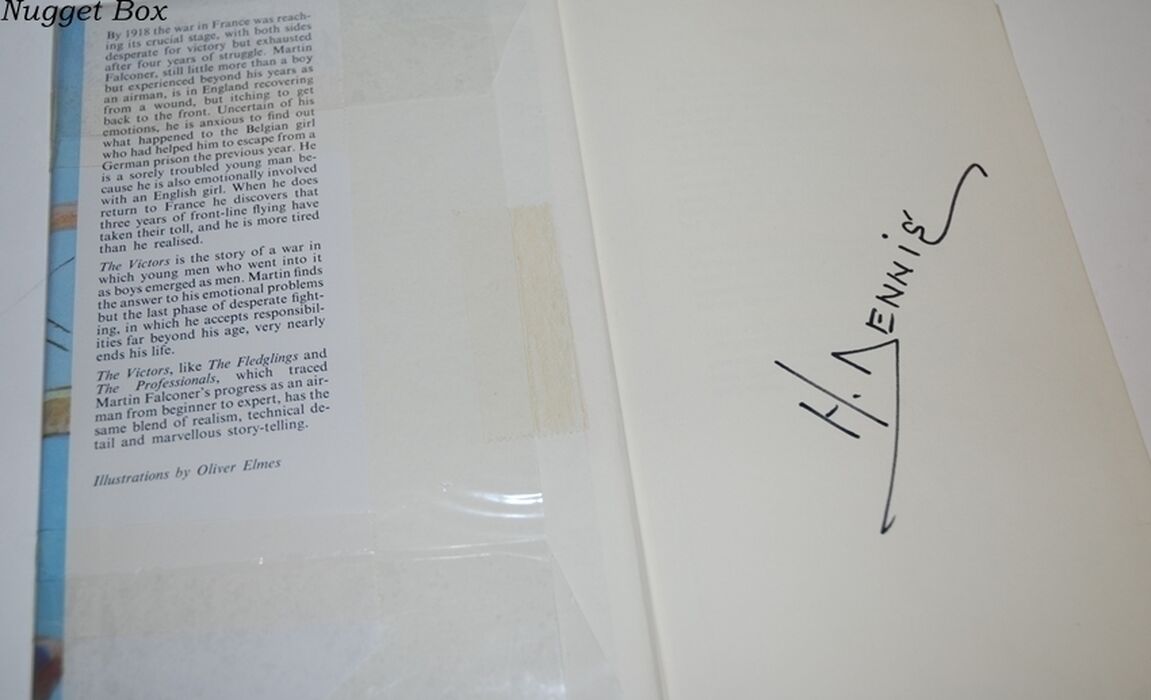 Nugget Box
By 1918 the war in France was reach-
ing its crucial stage, with both sides
desperate for victory but exhausted
after four years of struggle. Martin
Falconer, still little more than a boy
but experienced beyond his years as
an airman, is in England recovering
from a wound, but itching to get
back to the front. Uncertain of his
emotions, he is anxious to find out
what happened to the Belgian girl
who had helped him to escape from a
German prison the previous year. He
is a sorely troubled young man be-
cause he is also emotionally involved
with an English girl. When he does
return to France he discovers that
three years of front-line flying have
taken their toll, and he is more tired
than he realised.
The Victors is the story of a war in
which young men who went into it
as boys emerged as men. Martin finds
the answer to his emotional problems
but the last phase of desperate fight-
ing, in which he accepts responsibil-
ities far beyond his age, very nearly
ends his life.
The Victors, like The Fledglings and
The Professionals, which traced
Martin Falconer's progress as an air-
man from beginner to expert, has the
same blend of realism, technical de-
tail and marvellous story-telling.
Illustrations by Oliver Elmes
H. DENNIS